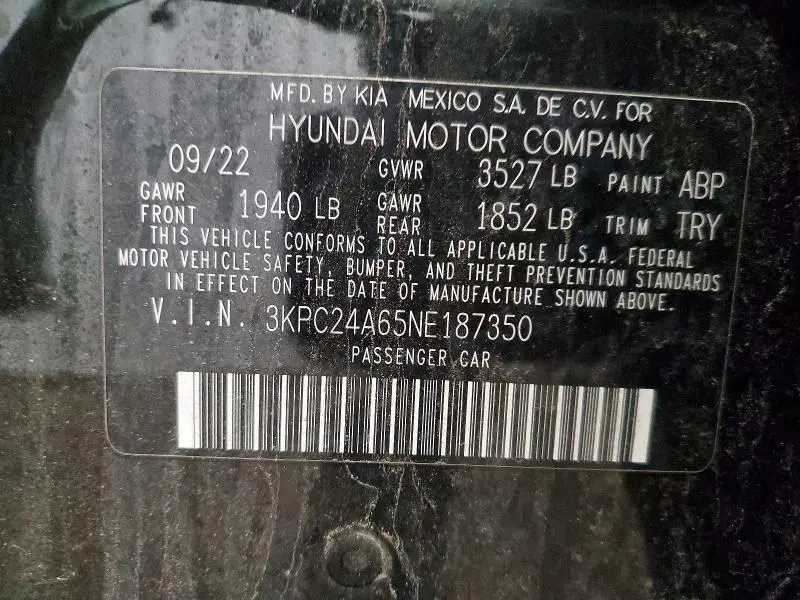 MFD. BY KIA MEXICO S.A. DE C.V. FOR
HYUNDAI MOTOR COMPANY
09/22 GVWR 3527 LB PAINT ABP
GAWR FRONT 1940 LB GAWR REAR 1852 LB TRIM TRY
THIS VEHICLE CONFORMS TO ALL APPLICABLE U.S.A. FEDERAL
MOTOR VEHICLE SAFETY, BUMPER, AND THEFT PREVENTION STANDARDS
IN EFFECT ON THE DATE OF MANUFACTURE SHOWN ABOVE.
V.I.N. 3KPC24A65NE187350
PASSENGER CAR